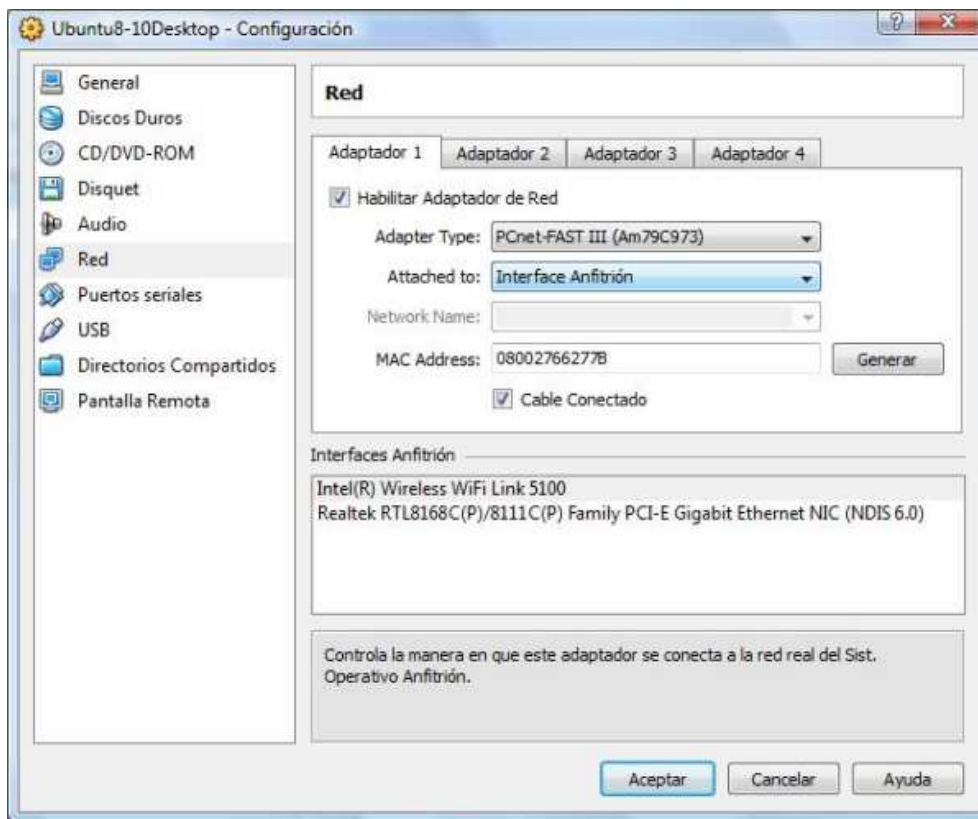 Ubuntu8-10Desktop - Configuración
?
General
Discos Duros
CD/DVD-ROM
Disquet
Audio
Red
Puertos seriales
USB
Directorios Compartidos
Pantalla Remota
Red
Adaptador 1 Adaptador 2 Adaptador 3 Adaptador 4
Habilitar Adaptador de Red
Adapter Type: PCnet-FAST III (Am79C973)
Attached to: Interface Anfitrión
Network Name:
MAC Address: 08002766277B Generar
Cable Conectado
Interfaces Anfitrión
Intel(R) Wireless WiFi Link 5100
Realtek RTL8168C(P)/8111C(P) Family PCI-E Gigabit Ethernet NIC (NDIS 6.0)
Controla la manera en que este adaptador se conecta a la red real del Sist.
Operativo Anfitrión.
Aceptar Cancelar Ayuda